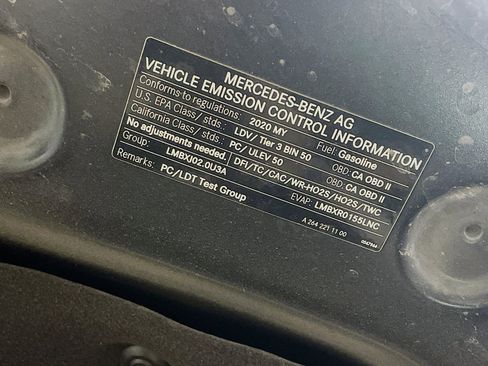 MERCEDES-BENZ AG
VEHICLE EMISSION CONTROL INFORMATION
Conforms to regulations: 2020 MY Fuel: Gasoline
U.S. EPA Class/ stds.: LDV/ Tier 3 BIN 50 OBD: CA OBD II
California Class/ stds.: PC/ ULEV 50 OBD: CA OBD II
No adjustments needed. DFI/TC/CAC/WR-HO2S/HO2S/TWC
Group: LMBXJ02.0U3A EVAP: LMBXR0155LNC
Remarks: PC/LDT Test Group
A 264 221 11 00